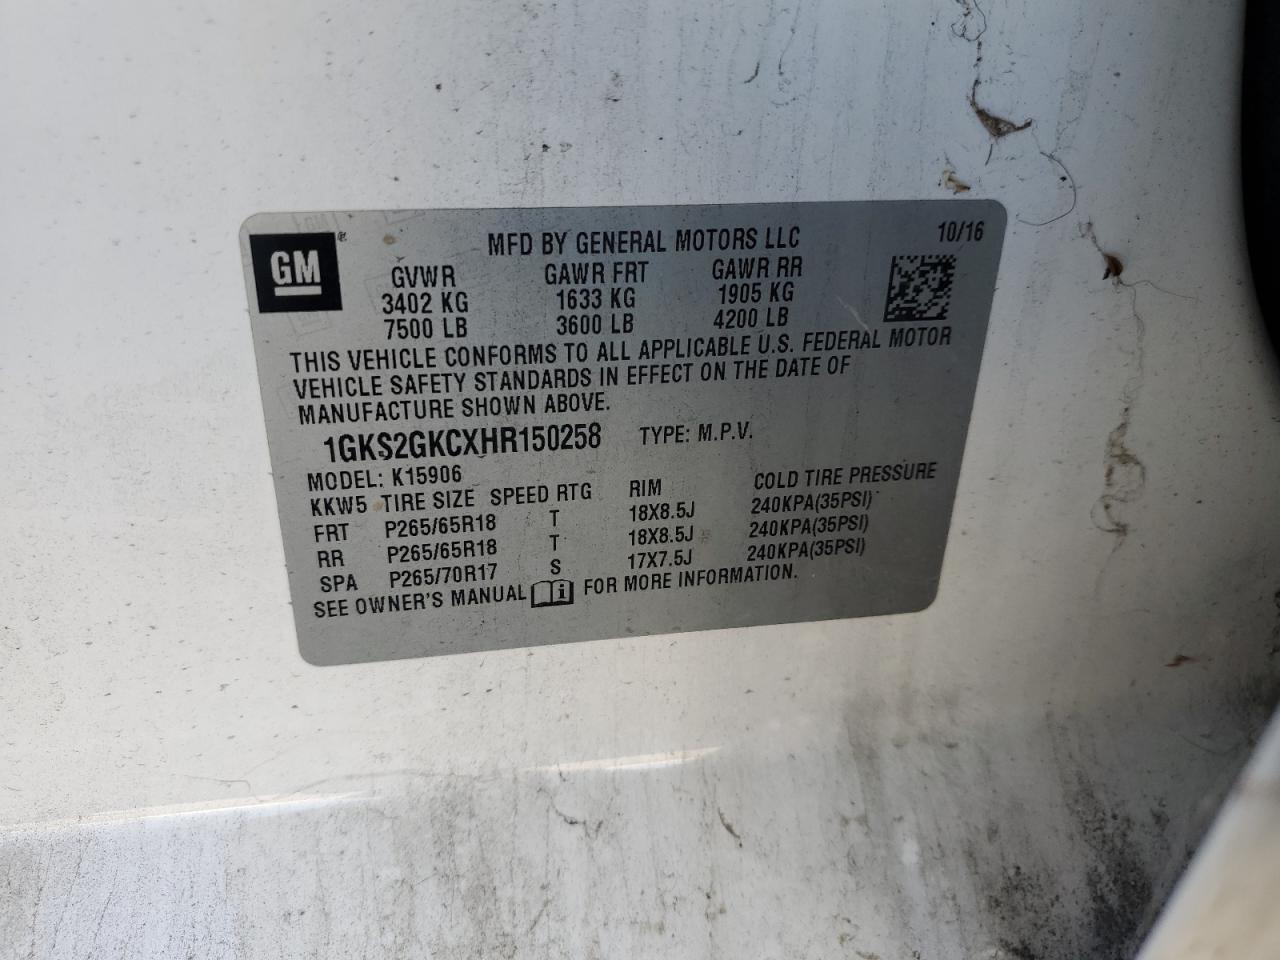 GM ® MFD BY GENERAL MOTORS LLC 10/16
GVWR GAWR FRT GAWR RR
3402 KG 1633 KG 1905 KG
7500 LB 3600 LB 4200 LB
THIS VEHICLE CONFORMS TO ALL APPLICABLE U.S. FEDERAL MOTOR
VEHICLE SAFETY STANDARDS IN EFFECT ON THE DATE OF
MANUFACTURE SHOWN ABOVE.
1GKS2GKCXHR150258 TYPE: M.P.V.
MODEL: K15906
KKW5 TIRE SIZE SPEED RTG RIM COLD TIRE PRESSURE
FRT P265/65R18 T 18X8.5J 240KPA(35PSI)
RR P265/65R18 T 18X8.5J 240KPA(35PSI)
SPA P265/70R17 S 17X7.5J 240KPA(35PSI)
SEE OWNER'S MANUAL i FOR MORE INFORMATION.